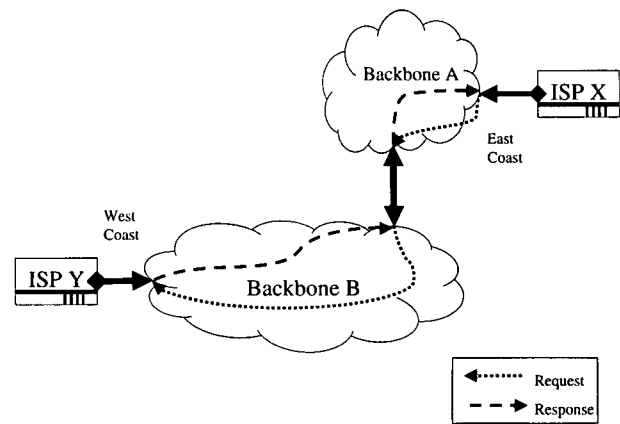 Backbone A
ISP X
East
Coast
West
Coast
ISP Y
Backbone B
Request
Response